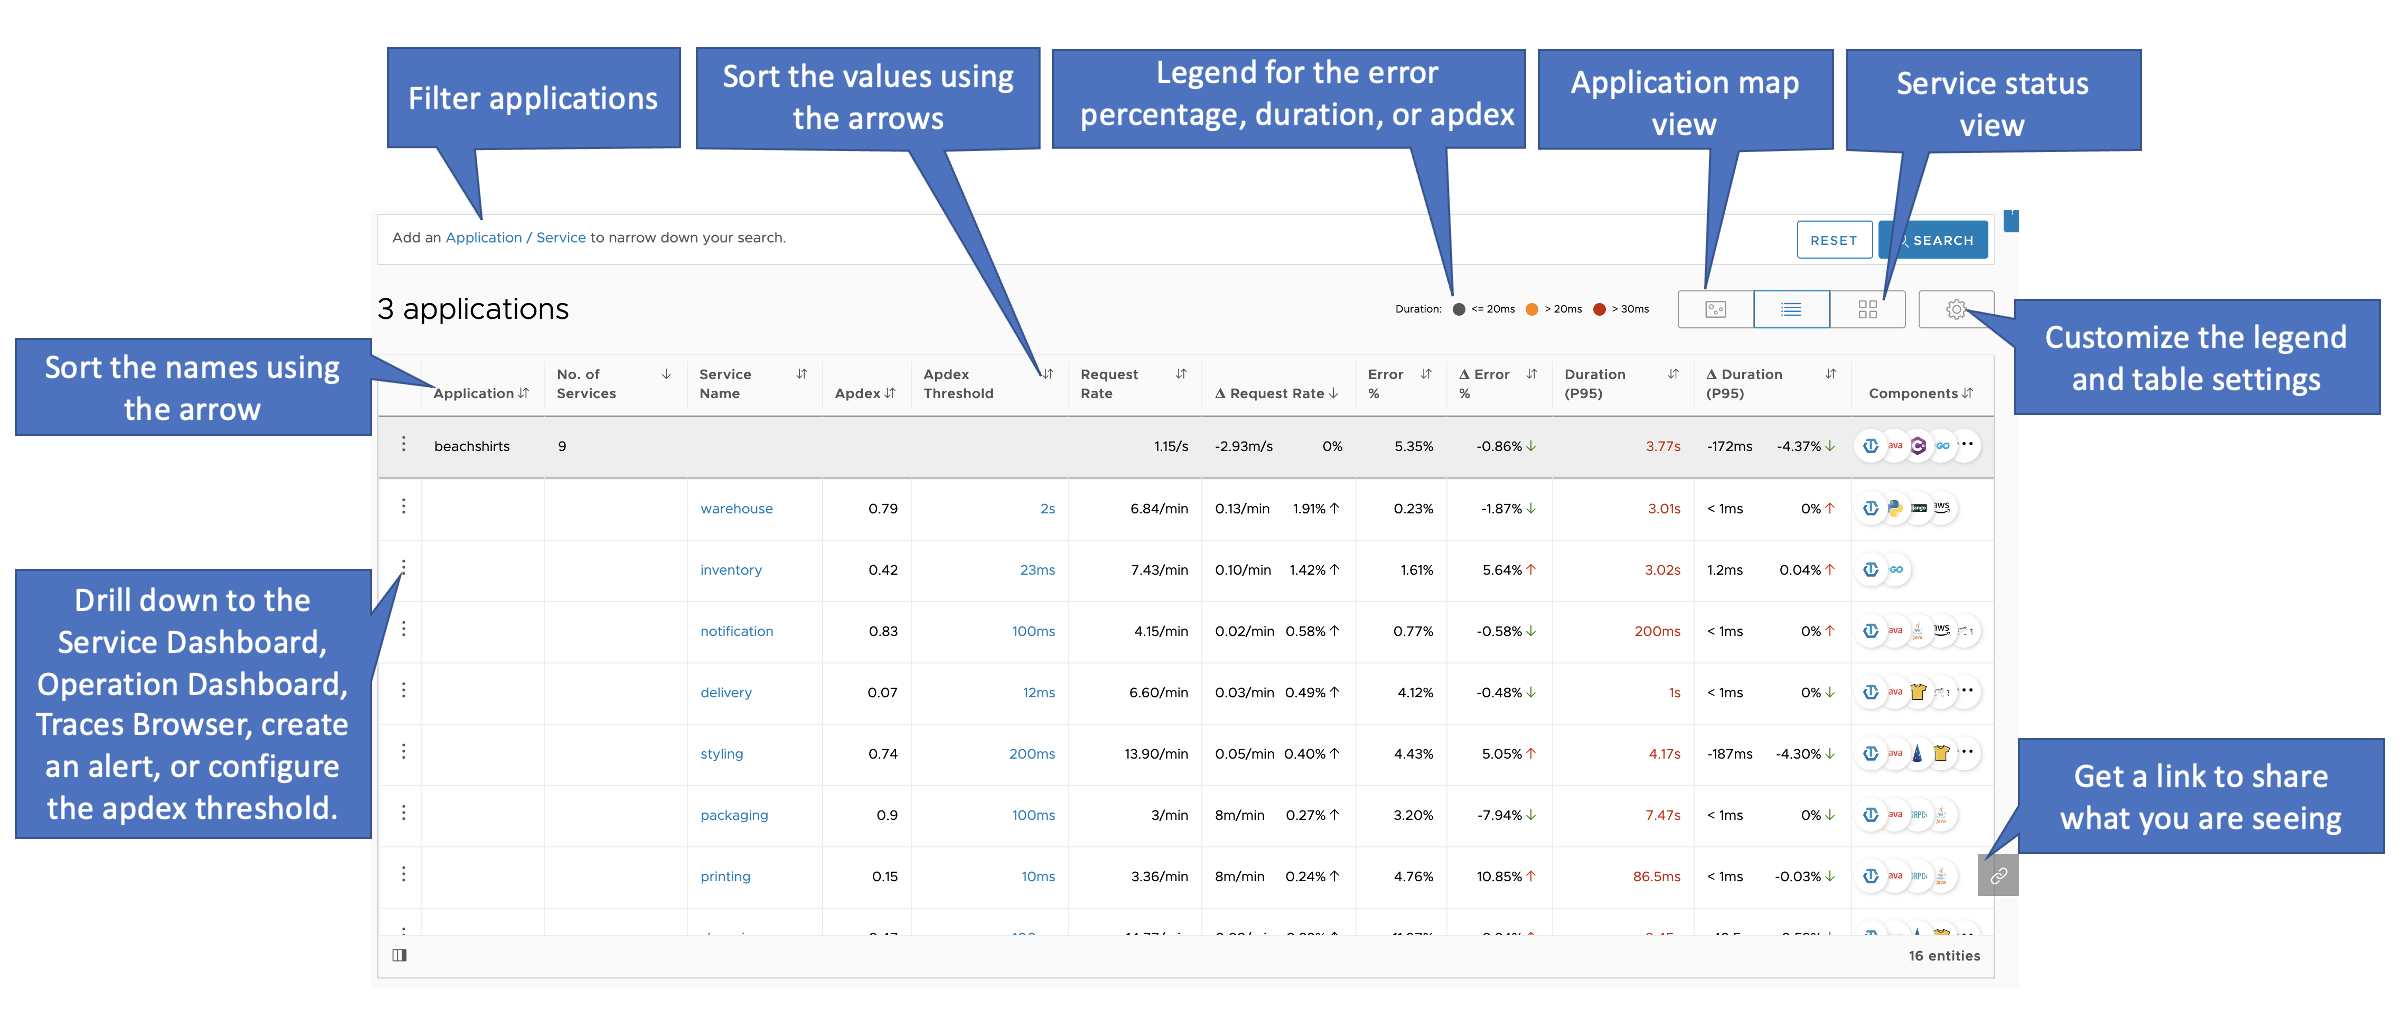 Filter applications
Sort the values using
the arrows
Legend for the error
percentage, duration, or apdex
Application map
view
Service status
view
Add an Application / Service to narrow down your search.
RESET
SEARCH
3 applications
Duration: <= 20ms > 20ms > 30ms
Customize the legend
and table settings
Sort the names using
the arrow
Application
No. of
Services
Service
Name
Apdex
Apdex
Threshold
Request
Rate
Δ Request Rate
Error
%
Δ Error
%
Duration
(P95)
Δ Duration
(P95)
Components
beachshirts 9 1.15/s -2.93m/s 0% 5.35% -0.86% 3.77s -172ms -4.37%
warehouse 0.79 2s 6.84/min 0.13/min 1.91% 0.23% -1.87% 3.01s < 1ms 0%
inventory 0.42 23ms 7.43/min 0.10/min 1.42% 1.61% 5.64% 3.02s 1.2ms 0.04%
notification 0.83 100ms 4.15/min 0.02/min 0.58% 0.77% -0.58% 200ms < 1ms 0%
delivery 0.07 12ms 6.60/min 0.03/min 0.49% 4.12% -0.48% 1s < 1ms 0%
styling 0.74 200ms 13.90/min 0.05/min 0.40% 4.43% 5.05% 4.17s -187ms -4.30%
packaging 0.9 100ms 3/min 8m/min 0.27% 3.20% -7.94% 7.47s < 1ms 0%
printing 0.15 10ms 3.36/min 8m/min 0.24% 4.76% 10.85% 86.5ms < 1ms -0.03%
Drill down to the
Service Dashboard,
Operation Dashboard,
Traces Browser, create
an alert, or configure
the apdex threshold.
Get a link to share
what you are seeing
16 entities